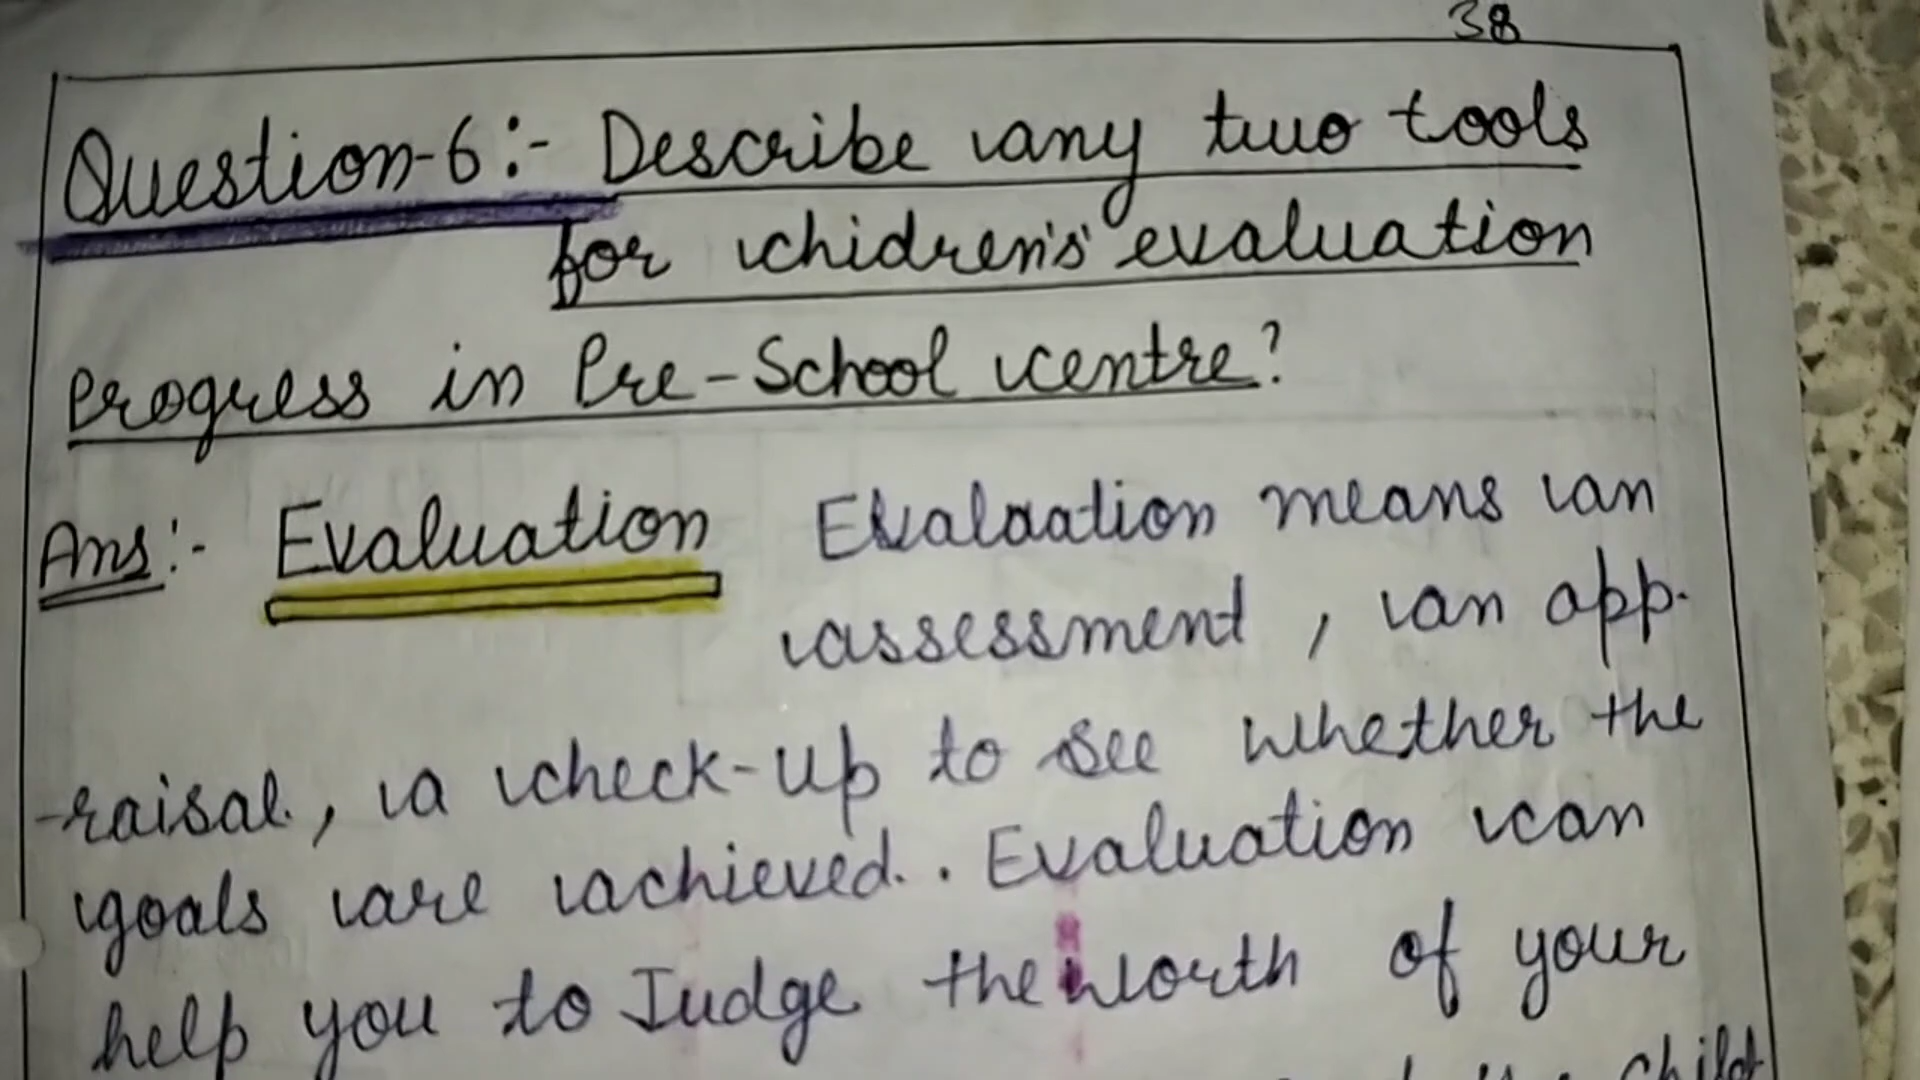 38
Question-6:- Describe any two tools
for chidren's' evaluation
Progress in Pre-School centre?
Ans:- Evaluation Evalaation means an
assessment, an app-
-raisal, a check-up to see whether the
goals are achieved. . Evaluation can
help you to Judge the worth of your
child